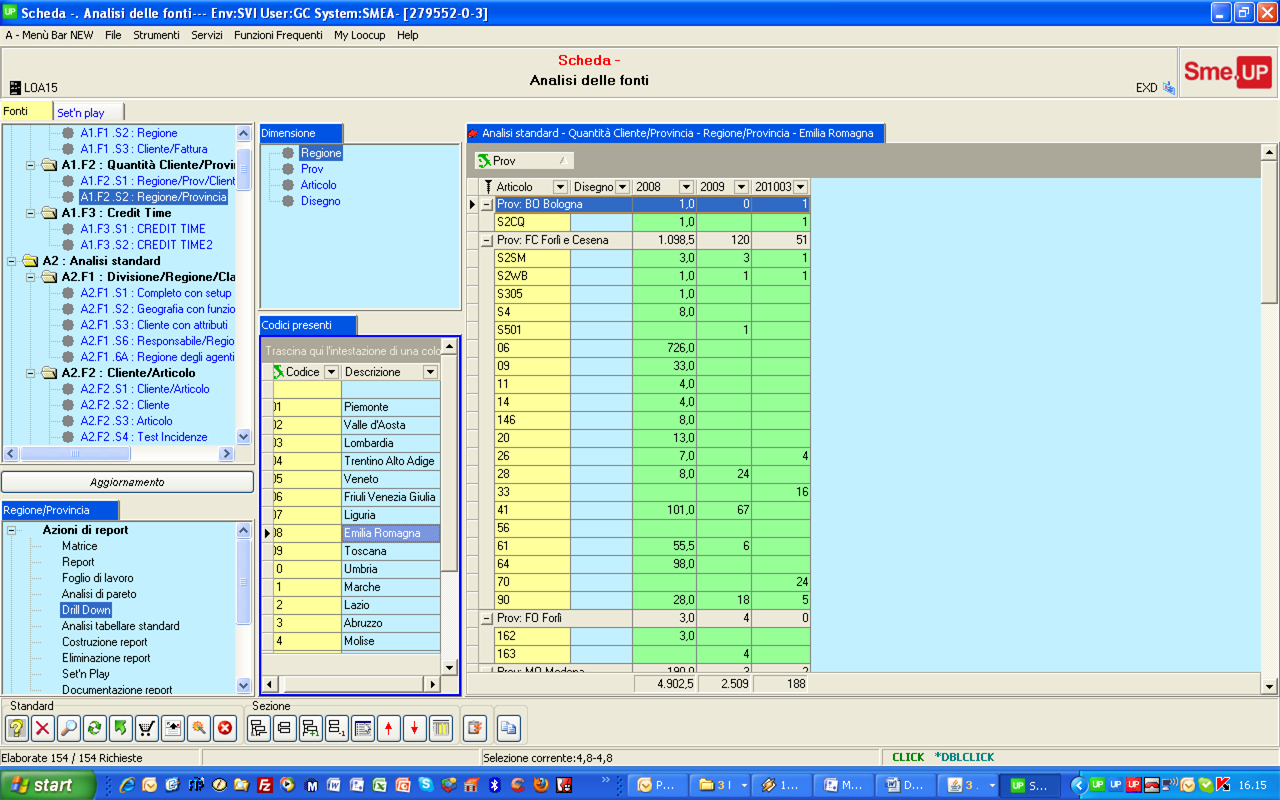 Scheda -. Analisi delle fonti--- Env:SVI User:GC System:SMEA- [279552-0-3]
A - Menù Bar NEW File Strumenti Servizi Funzioni Frequenti My Loocup Help
Scheda -
Analisi delle fonti
LOA15
EXD
Sme.UP
Fonti Set'n play
A1.F1 .S2 : Regione
A1.F1 .S3 : Cliente/Fattura
A1.F2 : Quantità Cliente/Provi
A1.F2 .S1 : Regione/Prov/Client
A1.F2 .S2 : Regione/Provincia
A1.F3 : Credit Time
A1.F3 .S1 : CREDIT TIME
A1.F3 .S2 : CREDIT TIME2
A2 : Analisi standard
A2.F1 : Divisione/Regione/Cla
A2.F1 .S1 : Completo con setup
A2.F1 .S2 : Geografia con funzio
A2.F1 .S3 : Cliente con attributi
A2.F1 .S6 : Responsabile/Regio
A2.F1 .6A : Regione degli agenti
A2.F2 : Cliente/Articolo
A2.F2 .S1 : Cliente/Articolo
A2.F2 .S2 : Cliente
A2.F2 .S3 : Articolo
A2.F2 .S4 : Test Incidenze
Aggiornamento
Regione/Provincia
Azioni di report
Matrice
Report
Foglio di lavoro
Analisi di pareto
Drill Down
Analisi tabellare standard
Costruzione report
Eliminazione report
Set'n Play
Documentazione report
Dimensione
Regione
Prov
Articolo
Disegno
Codici presenti
Trascina qui l'intestazione di una colo
Codice Descrizione
01 Piemonte
02 Valle d'Aosta
03 Lombardia
04 Trentino Alto Adige
05 Veneto
06 Friuli Venezia Giulia
07 Liguria
08 Emilia Romagna
09 Toscana
0 Umbria
1 Marche
2 Lazio
3 Abruzzo
4 Molise
Analisi standard - Quantità Cliente/Provincia - Regione/Provincia - Emilia Romagna
Prov
Articolo Disegno 2008 2009 201003
Prov: BO Bologna 1,0 0 1
S2CQ 1,0 1
Prov: FC Forlì e Cesena 1.098,5 120 51
S2SM 3,0 3 1
S2WB 1,0 1 1
S305 1,0
S4 8,0
S501 1
06 726,0
09 33,0
11 4,0
14 4,0
146 8,0
20 13,0
26 7,0 4
28 8,0 24
33 16
41 101,0 67
56
61 55,5 6
64 98,0
70 24
90 28,0 18 5
Prov: FO Forlì 3,0 4 0
162 3,0
163 4
Prov: MO Modena 190,0 3 2
4.902,5 2.509 188
Standard
Sezione
Elaborate 154 / 154 Richieste
Selezione corrente:4,8-4,8
CLICK *DBLCLICK
start
P...
3 I
1...
M...
D...
3 .
S...
16.15